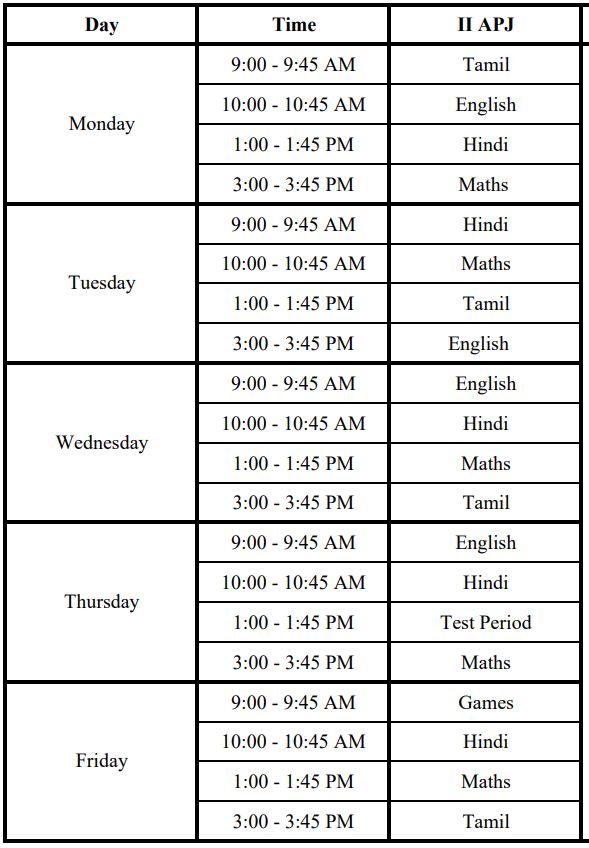 Day Time II APJ
Monday
9:00 - 9:45 AM Tamil
10:00 - 10:45 AM English
1:00 - 1:45 PM Hindi
3:00 - 3:45 PM Maths
Tuesday
9:00 - 9:45 AM Hindi
10:00 - 10:45 AM Maths
1:00 - 1:45 PM Tamil
3:00 - 3:45 PM English
Wednesday
9:00 - 9:45 AM English
10:00 - 10:45 AM Hindi
1:00 - 1:45 PM Maths
3:00 - 3:45 PM Tamil
Thursday
9:00 - 9:45 AM English
10:00 - 10:45 AM Hindi
1:00 - 1:45 PM Test Period
3:00 - 3:45 PM Maths
Friday
9:00 - 9:45 AM Games
10:00 - 10:45 AM Hindi
1:00 - 1:45 PM Maths
3:00 - 3:45 PM Tamil